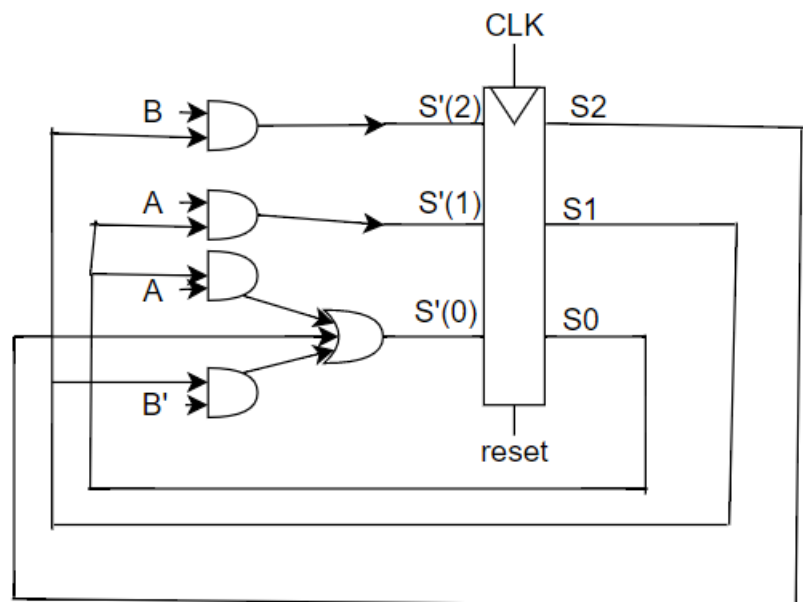 CLK
B
S'(2)
S2
A
S'(1)
S1
A
S'(0)
S0
B'
reset